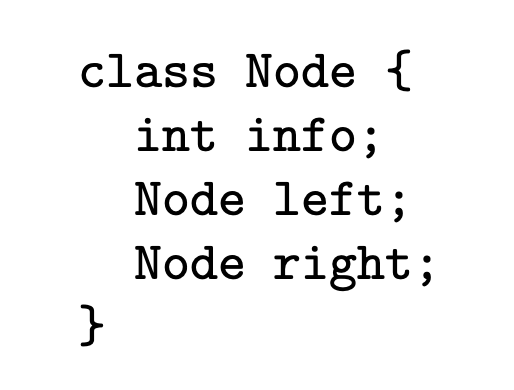 class Node {
  int info;
  Node left;
  Node right;
}